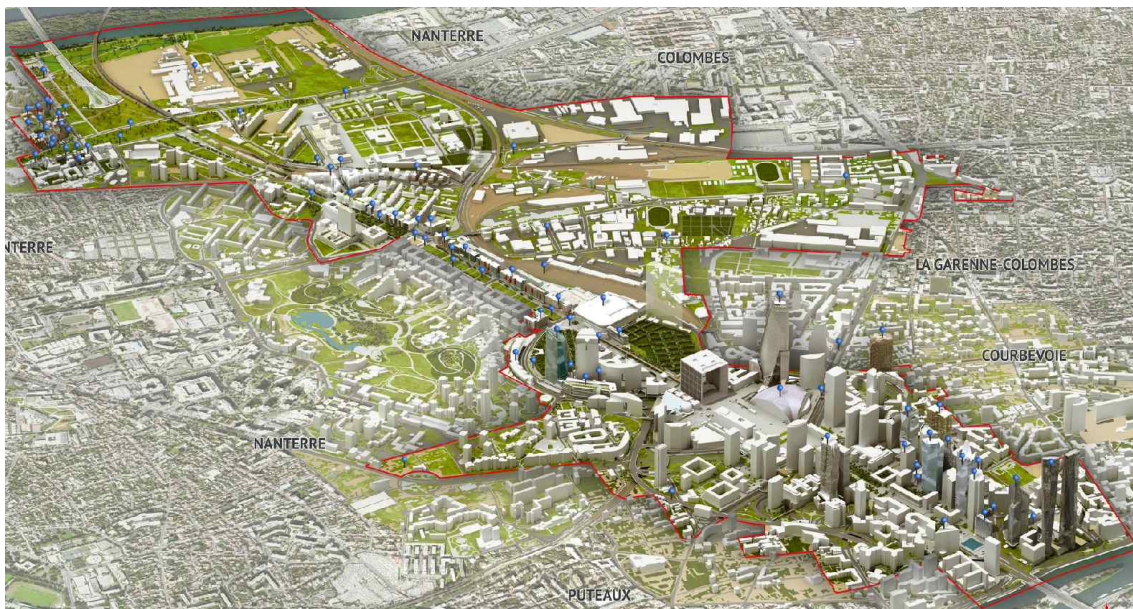 NANTERRE
COLOMBES
NTERRE
LA GARENNE-COLOMBES
COURBEVOIE
NANTERRE
PUTEAUX